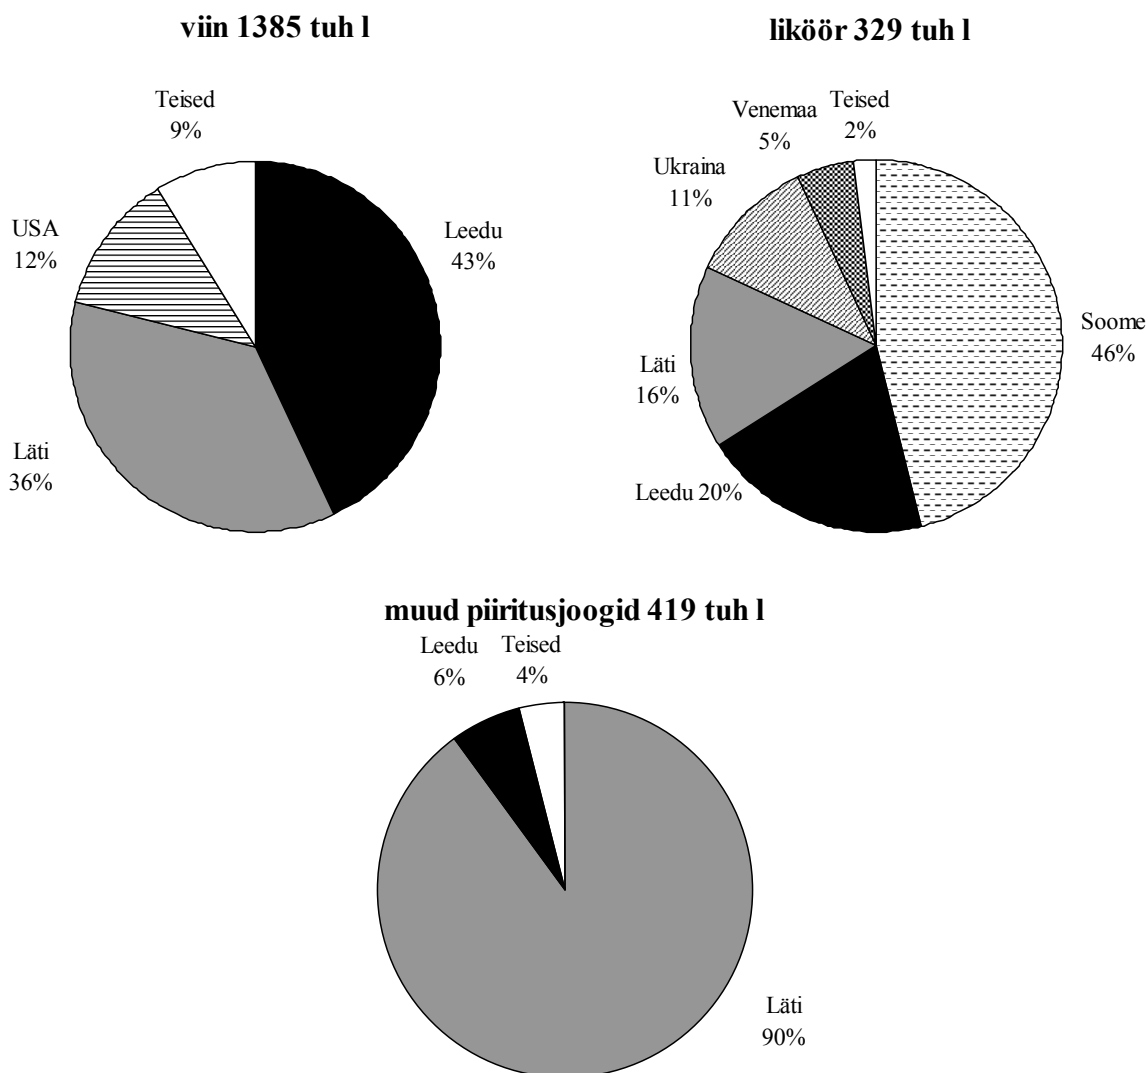 viin 1385 tuh l
Teised
9%
USA
12%
Leedu
43%
Läti
36%
liköör 329 tuh l
Venemaa
5%
Teised
2%
Ukraina
11%
Soome
46%
Läti
16%
Leedu 20%
muud piiritusjoogid 419 tuh l
Leedu
6%
Teised
4%
Läti
90%